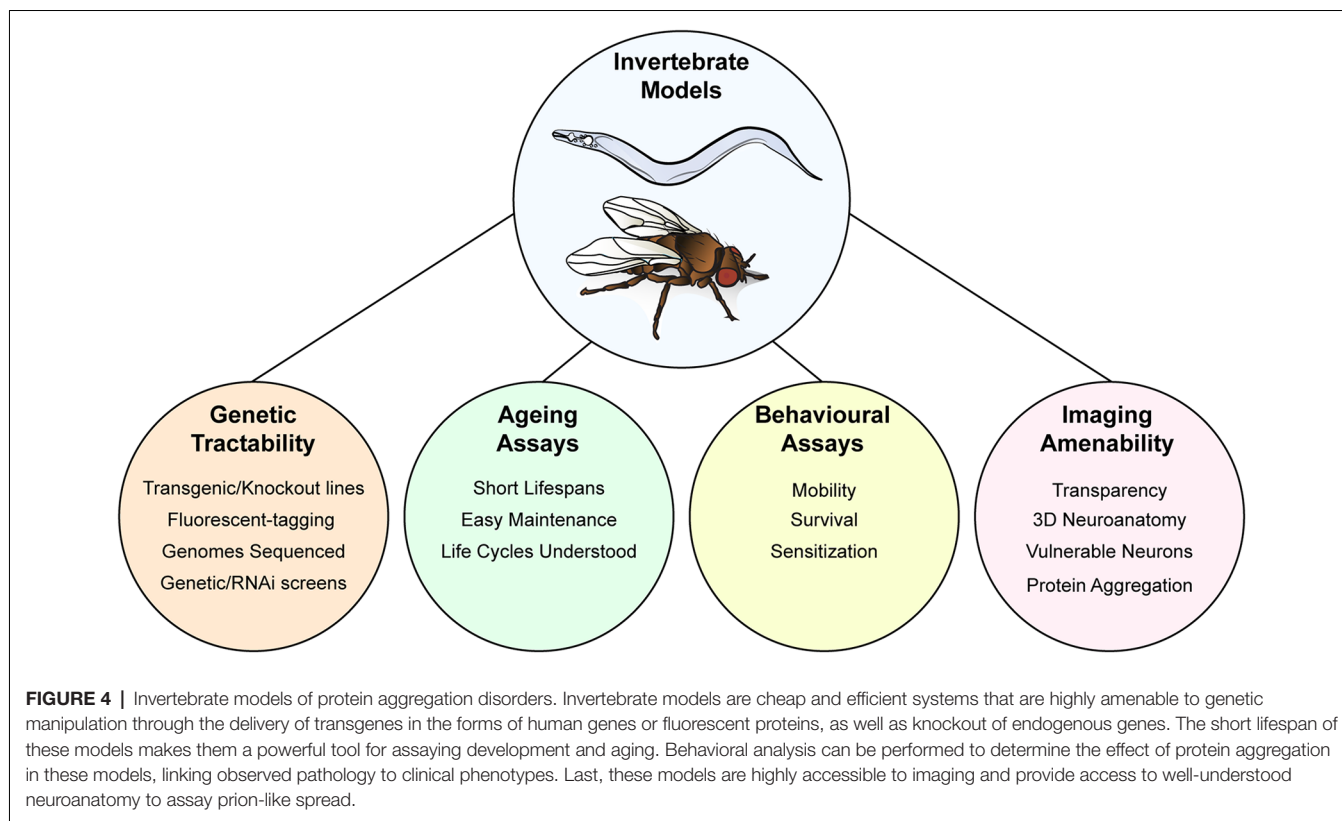 Invertebrate
Models
Genetic
Tractability
Transgenic/Knockout lines
Fluorescent-tagging
Genomes Sequenced
Genetic/RNAi screens
Ageing
Assays
Short Lifespans
Easy Maintenance
Life Cycles Understood
Behavioural
Assays
Mobility
Survival
Sensitization
Imaging
Amenability
Transparency
3D Neuroanatomy
Vulnerable Neurons
Protein Aggregation
FIGURE 4 | Invertebrate models of protein aggregation disorders. Invertebrate models are cheap and efficient systems that are highly amenable to genetic
manipulation through the delivery of transgenes in the forms of human genes or fluorescent proteins, as well as knockout of endogenous genes. The short lifespan of
these models makes them a powerful tool for assaying development and aging. Behavioral analysis can be performed to determine the effect of protein aggregation
in these models, linking observed pathology to clinical phenotypes. Last, these models are highly accessible to imaging and provide access to well-understood
neuroanatomy to assay prion-like spread.